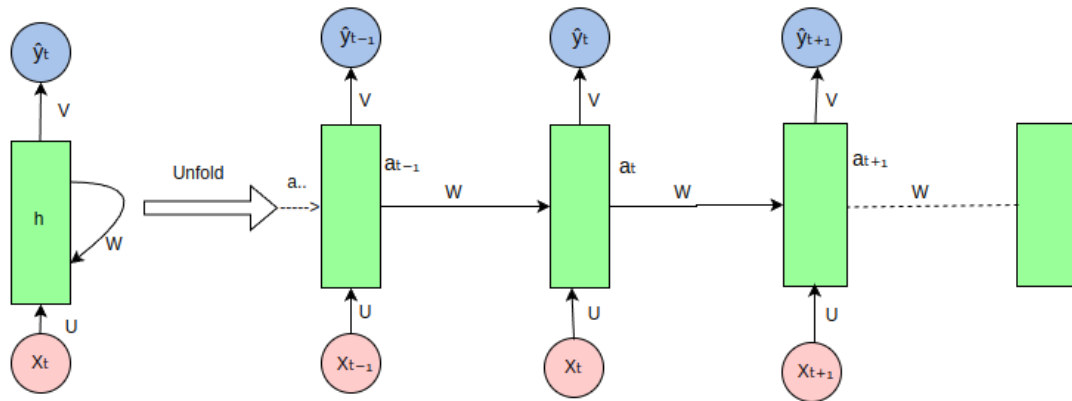 ŷt
V
h
W
U
Xt
Unfold
a..
ŷt−1
V
at−1
W
U
Xt−1
ŷt
V
at
W
U
Xt
ŷt+1
V
at+1
W
U
Xt+1